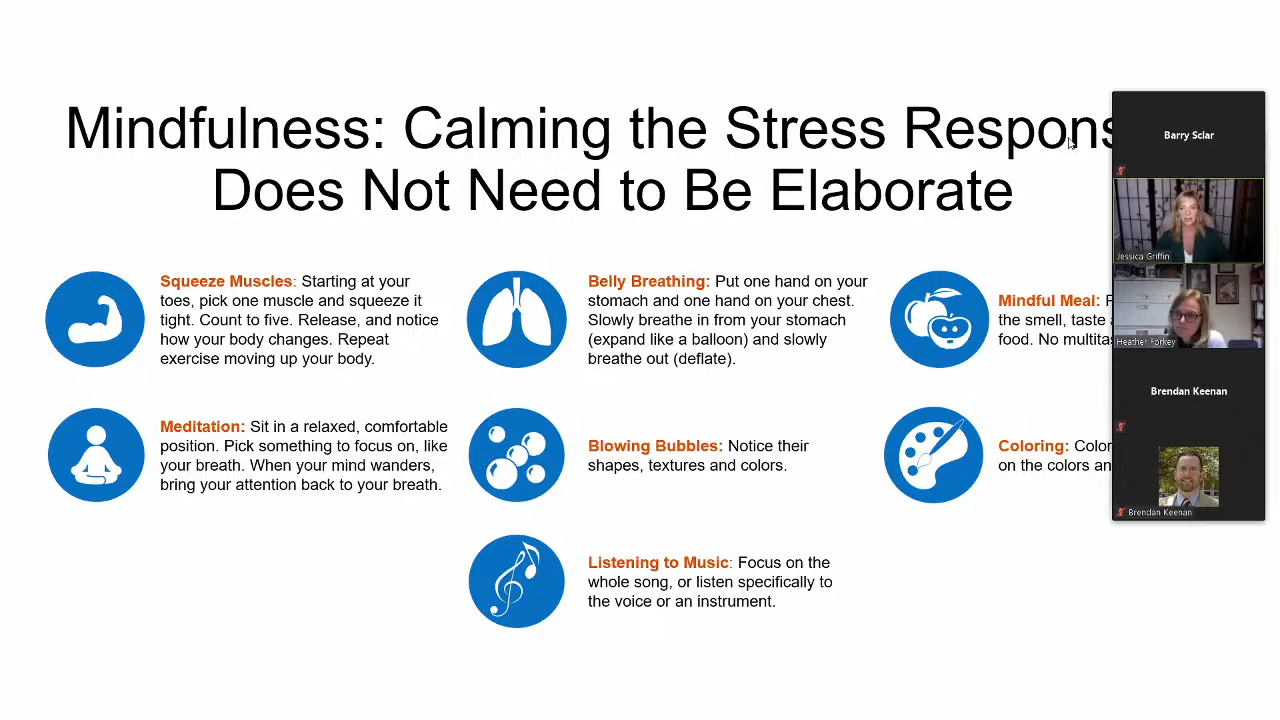 Mindfulness: Calming the Stress Respons
Does Not Need to Be Elaborate
Squeeze Muscles: Starting at your
toes, pick one muscle and squeeze it
tight. Count to five. Release, and notice
how your body changes. Repeat
exercise moving up your body.
Belly Breathing: Put one hand on your
stomach and one hand on your chest.
Slowly breathe in from your stomach
(expand like a balloon) and slowly
breathe out (deflate).
Mindful Meal:
the smell, taste
food. No
Meditation: Sit in a relaxed, comfortable
position. Pick something to focus on, like
your breath. When your mind wanders,
bring your attention back to your breath.
Blowing Bubbles: Notice their
shapes, textures and colors.
Coloring: Color
on the colors
Listening to Music: Focus on the
whole song, or listen specifically to
the voice or an instrument.
Barry Sclar
Jessica Griffin
Heather Forkey
Brendan Keenan
Brendan Keenan